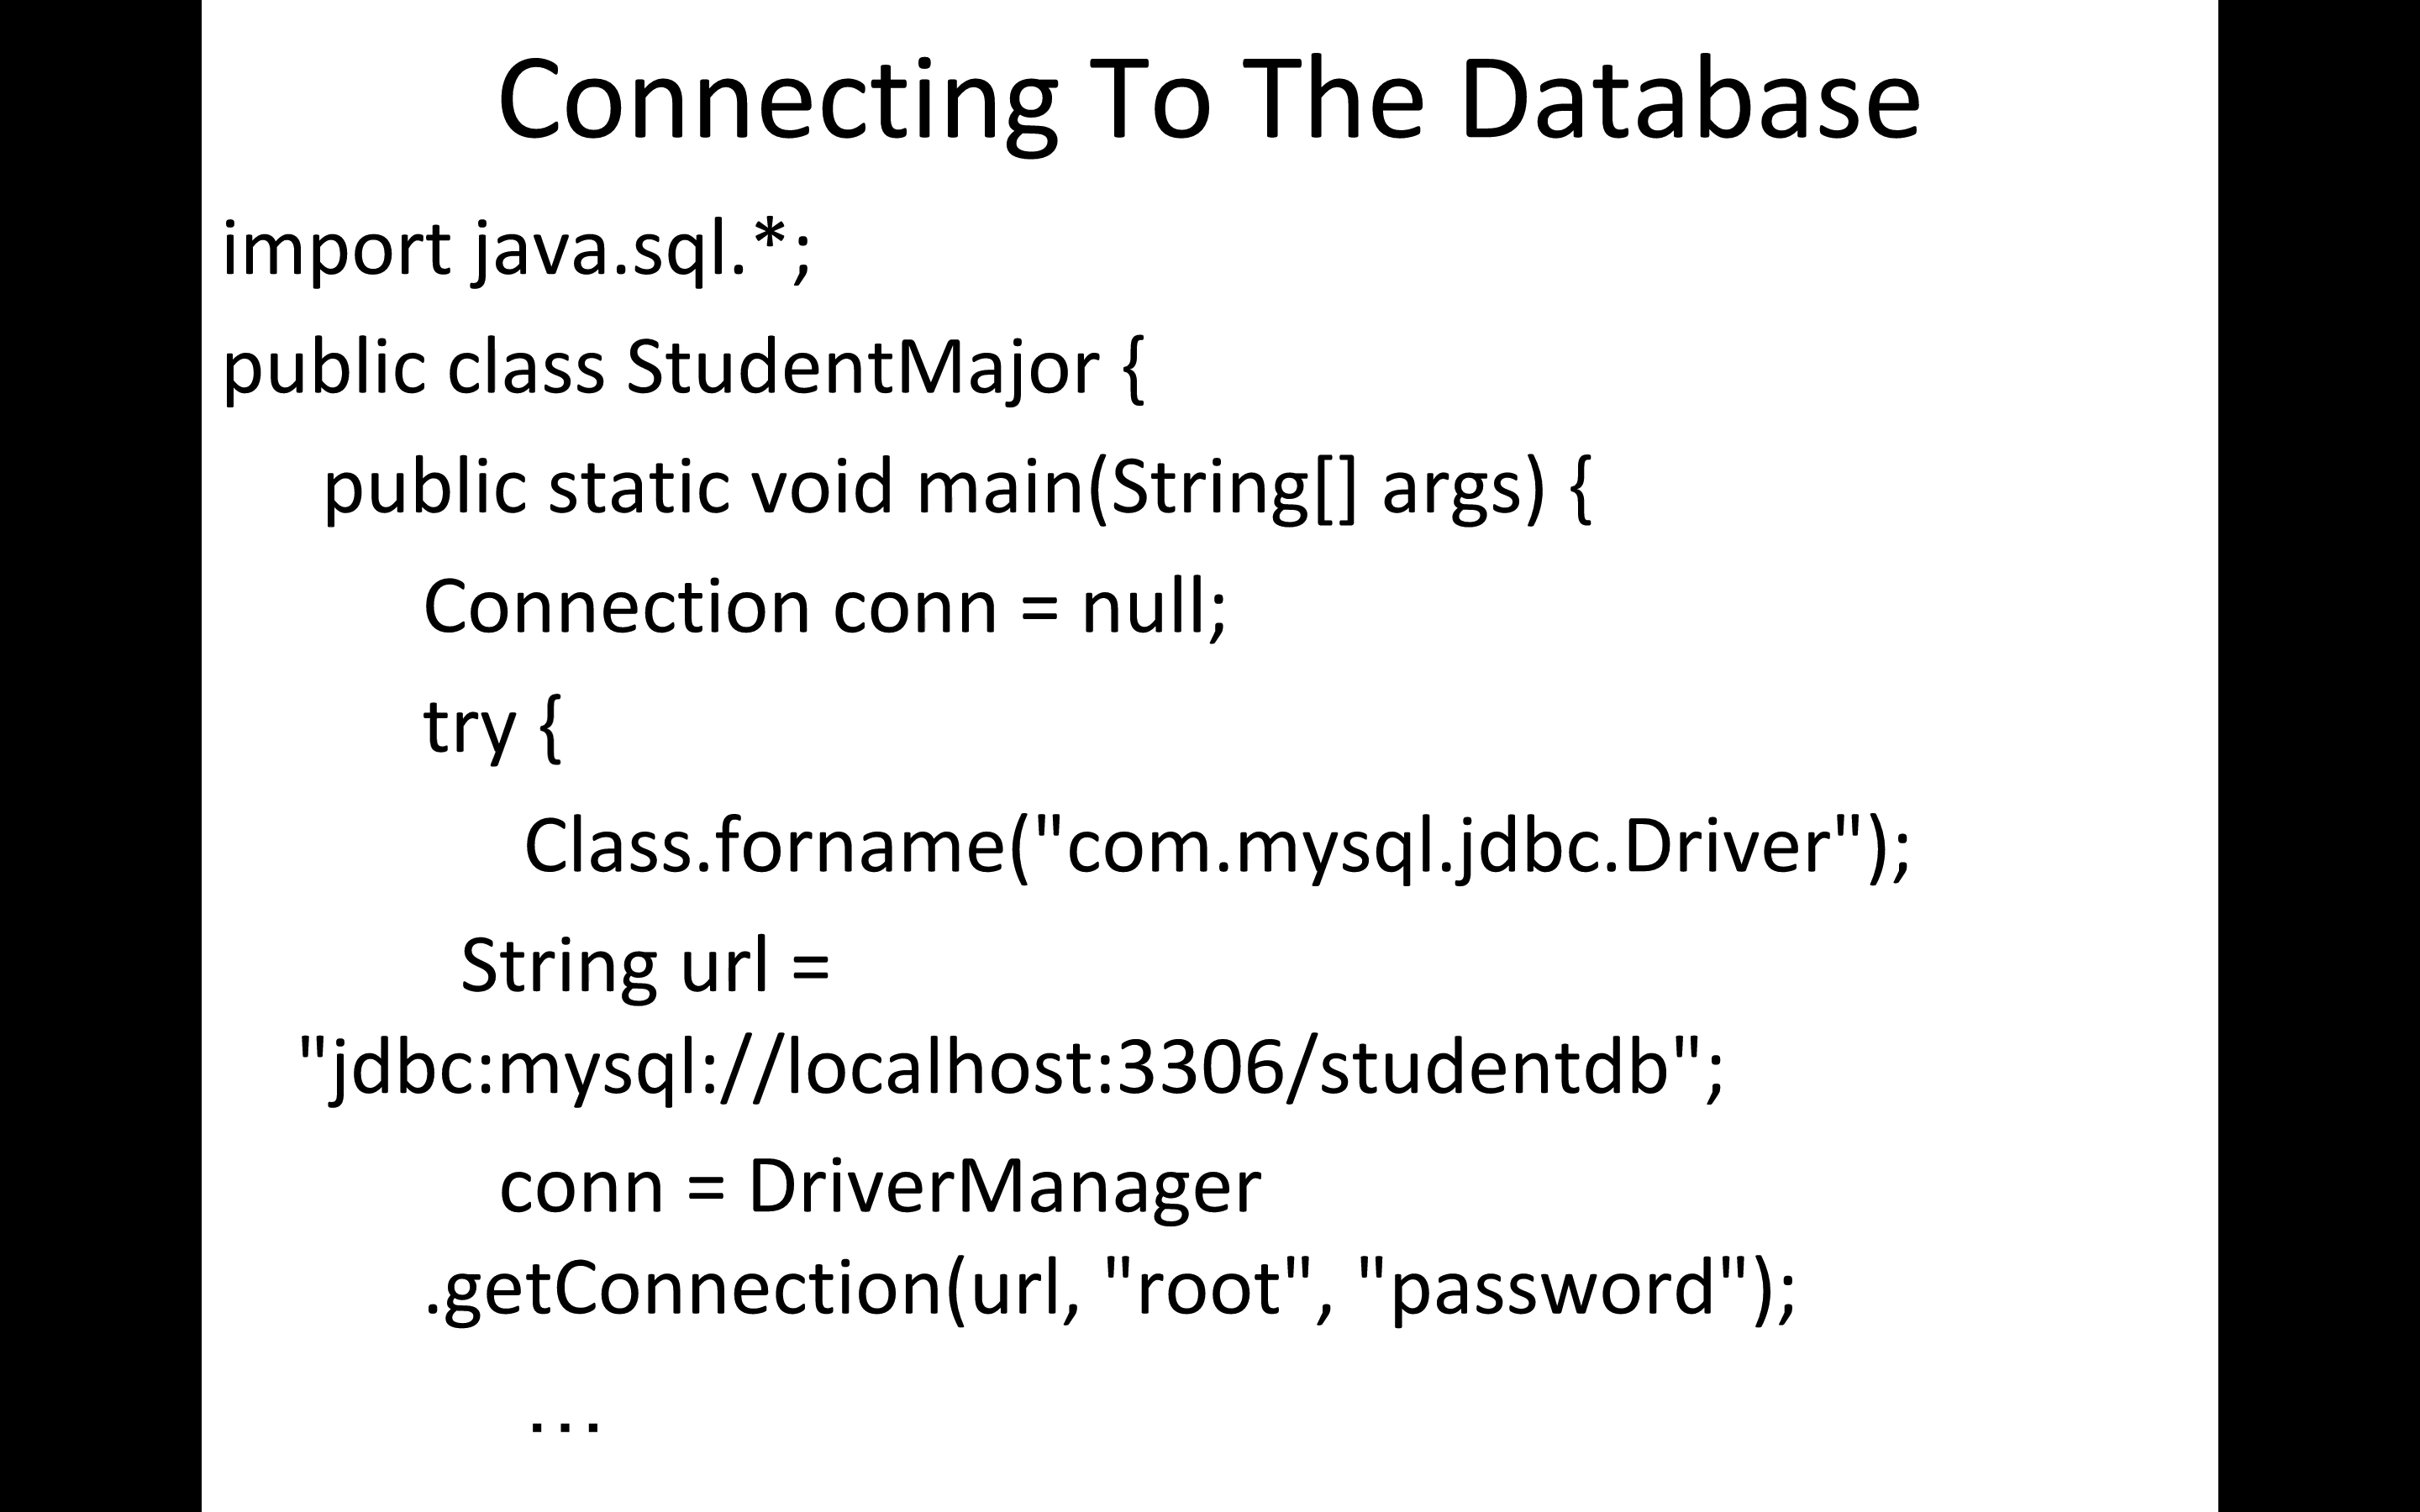 Connecting To The Database
import java.sql.*;
public class StudentMajor {
public static void main(String[] args) {
Connection conn = null;
try {
Class.forname("com.mysql.jdbc.Driver");
String url =
"jdbc:mysql://localhost:3306/studentdb";
conn = DriverManager
.getConnection(url, "root", "password");
...